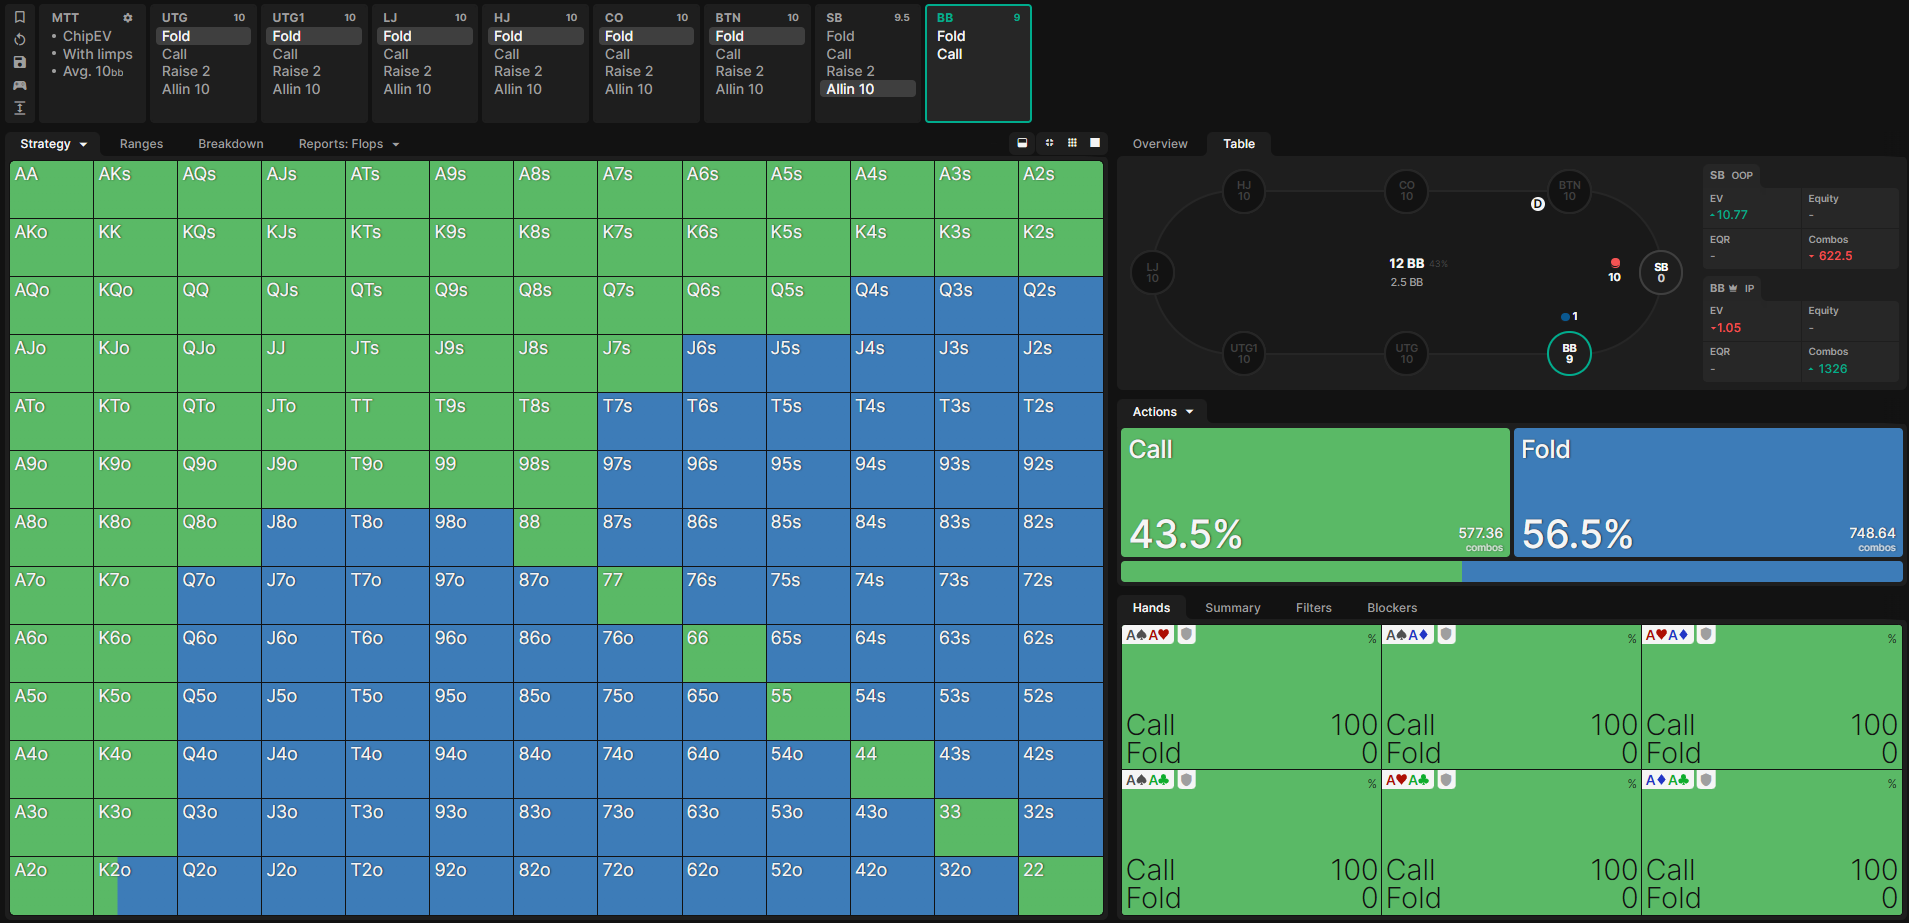 MTT
ChipEV
With limps
Avg. 10bb
UTG 10
Fold
Call
Raise 2
Allin 10
UTG1 10
Fold
Call
Raise 2
Allin 10
LJ 10
Fold
Call
Raise 2
Allin 10
HJ 10
Fold
Call
Raise 2
Allin 10
CO 10
Fold
Call
Raise 2
Allin 10
BTN 10
Fold
Call
Raise 2
Allin 10
SB 9.5
Fold
Call
Raise 2
Allin 10
BB 9
Fold
Call
Strategy Ranges Breakdown Reports: Flops
AA AKs AQs AJs ATs A9s A8s A7s A6s A5s A4s A3s A2s
AKo KK KQs KJs KTs K9s K8s K7s K6s K5s K4s K3s K2s
AQo KQo QQ QJs QTs Q9s Q8s Q7s Q6s Q5s Q4s Q3s Q2s
AJo KJo QJo JJ JTs J9s J8s J7s J6s J5s J4s J3s J2s
ATo KTo QTo JTo TT T9s T8s T7s T6s T5s T4s T3s T2s
A9o K9o Q9o J9o T9o 99 98s 97s 96s 95s 94s 93s 92s
A8o K8o Q8o J8o T8o 98o 88 87s 86s 85s 84s 83s 82s
A7o K7o Q7o J7o T7o 97o 87o 77 76s 75s 74s 73s 72s
A6o K6o Q6o J6o T6o 96o 86o 76o 66 65s 64s 63s 62s
A5o K5o Q5o J5o T5o 95o 85o 75o 65o 55 54s 53s 52s
A4o K4o Q4o J4o T4o 94o 84o 74o 64o 54o 44 43s 42s
A3o K3o Q3o J3o T3o 93o 83o 73o 63o 53o 43o 33 32s
A2o K2o Q2o J2o T2o 92o 82o 72o 62o 52o 42o 32o 22
Overview Table
HJ
10
CO
10
BTN
10
D
LJ
10
12 BB 43%
2.5 BB
10
SB
0
1
UTG1
10
UTG
10
BB
9
SB OOP
EV Equity
10.77 -
EQR Combos
- 622.5
BB IP
EV Equity
1.05 -
EQR Combos
- 1326
Actions
Call
43.5%
577.36
combos
Fold
56.5%
748.64
combos
Hands Summary Filters Blockers
A♠A♥ %
Call 100
Fold 0
A♠A♦ %
Call 100
Fold 0
A♥A♦ %
Call 100
Fold 0
A♠A♣ %
Call 100
Fold 0
A♥A♣ %
Call 100
Fold 0
A♦A♣ %
Call 100
Fold 0